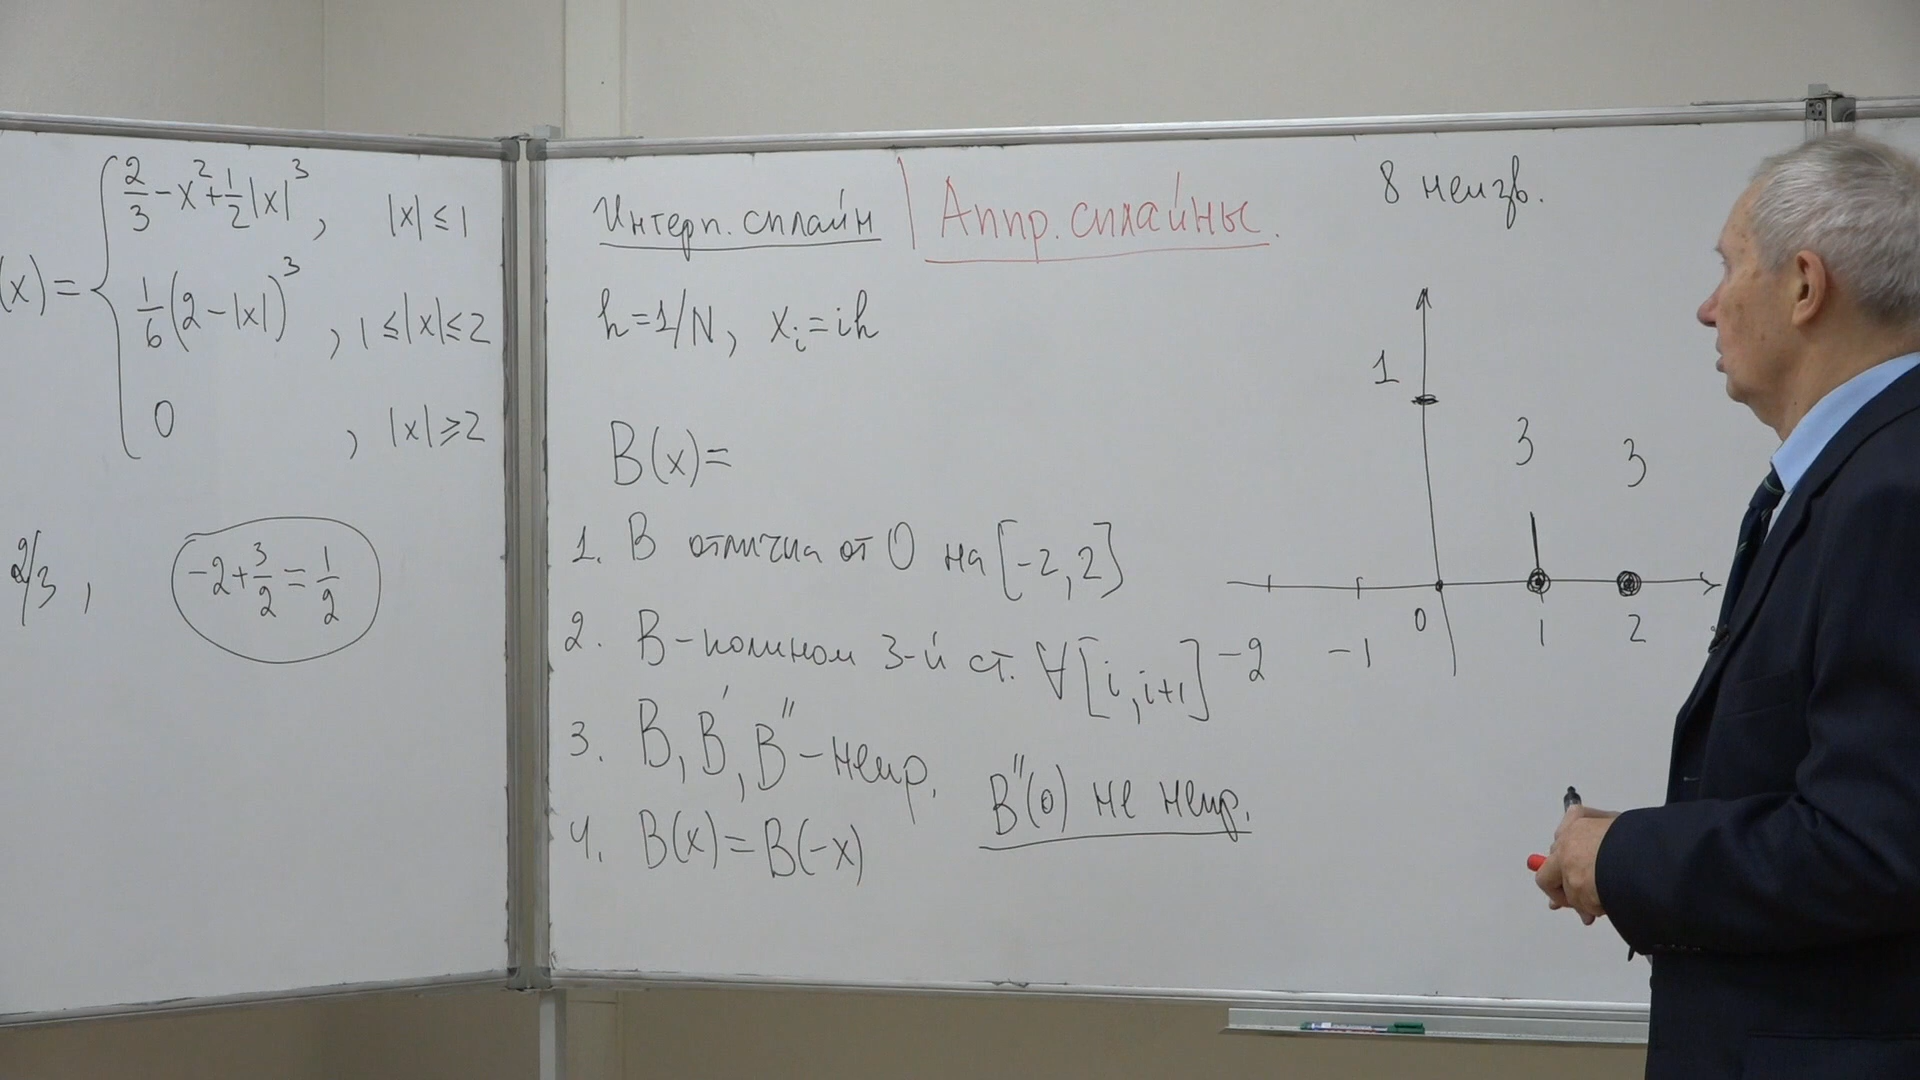 (x) = { 2/3 - x² + 1/2|x|³, |x| ≤ 1
1/6(2-|x|)³, 1 ≤ |x| ≤ 2
0, |x| ≥ 2
2/3, -2 + 3/2 = 1/2
Интерп. сплайн | Аппр. сплайны.
h = 1/N, xᵢ = ih
B(x) =
1. B отлична от 0 на [-2, 2]
2. B - полином 3-й ст. ∀[i, i+1]
3. B, B', B'' - непр.
B''(0) не непр.
4. B(x) = B(-x)
8 неизв.
1
3 3
0 1 2
-2 -1